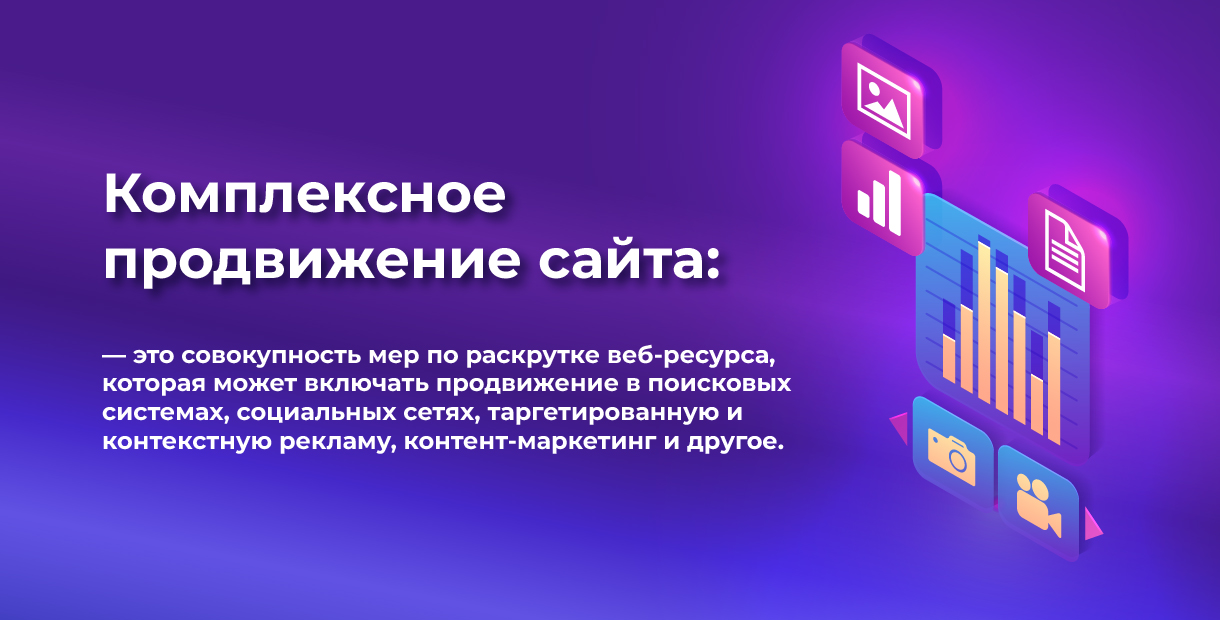 Комплексное
продвижение сайта:
— это совокупность мер по раскрутке веб-ресурса,
которая может включать продвижение в поисковых
системах, социальных сетях, таргетированную и
контекстную рекламу, контент-маркетинг и другое.